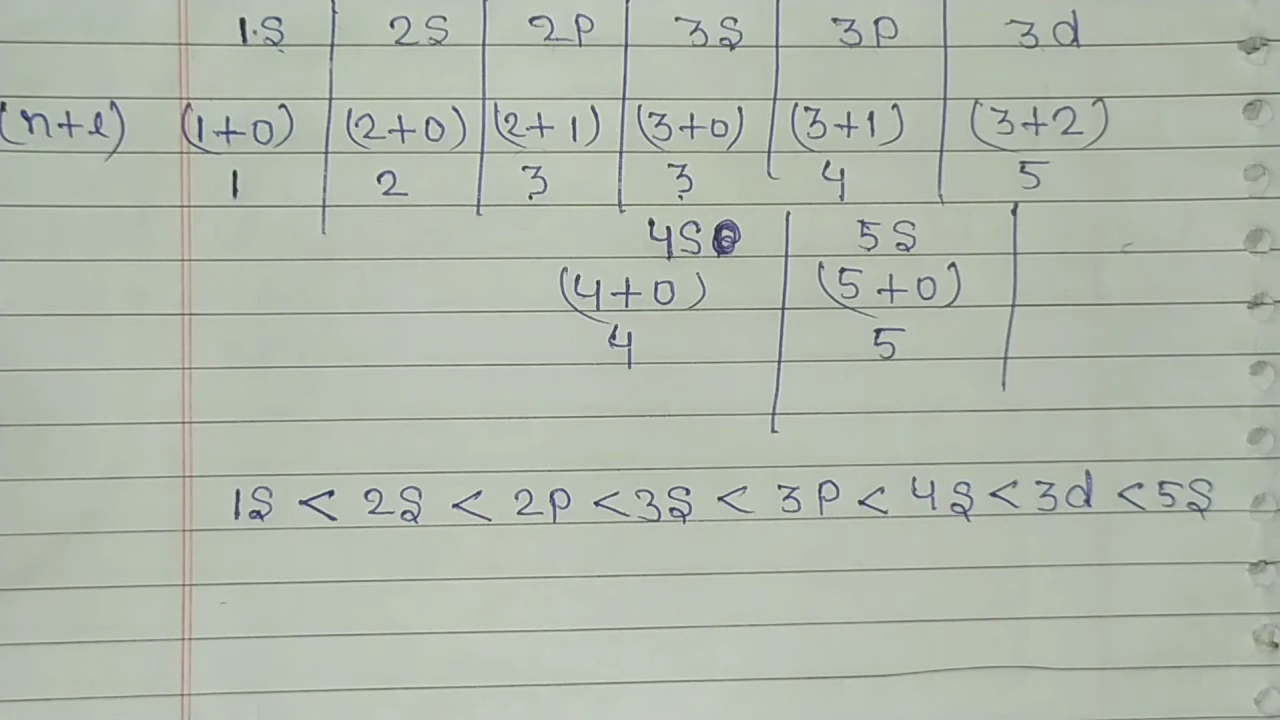 1.S 2S 2P 3S 3P 3d
(n+l) (1+0) (2+0) (2+1) (3+0) (3+1) (3+2)
1 2 3 3 4 5
4S 5S
(4+0) (5+0)
4 5
1S < 2S < 2P < 3S < 3P < 4S < 3d < 5S